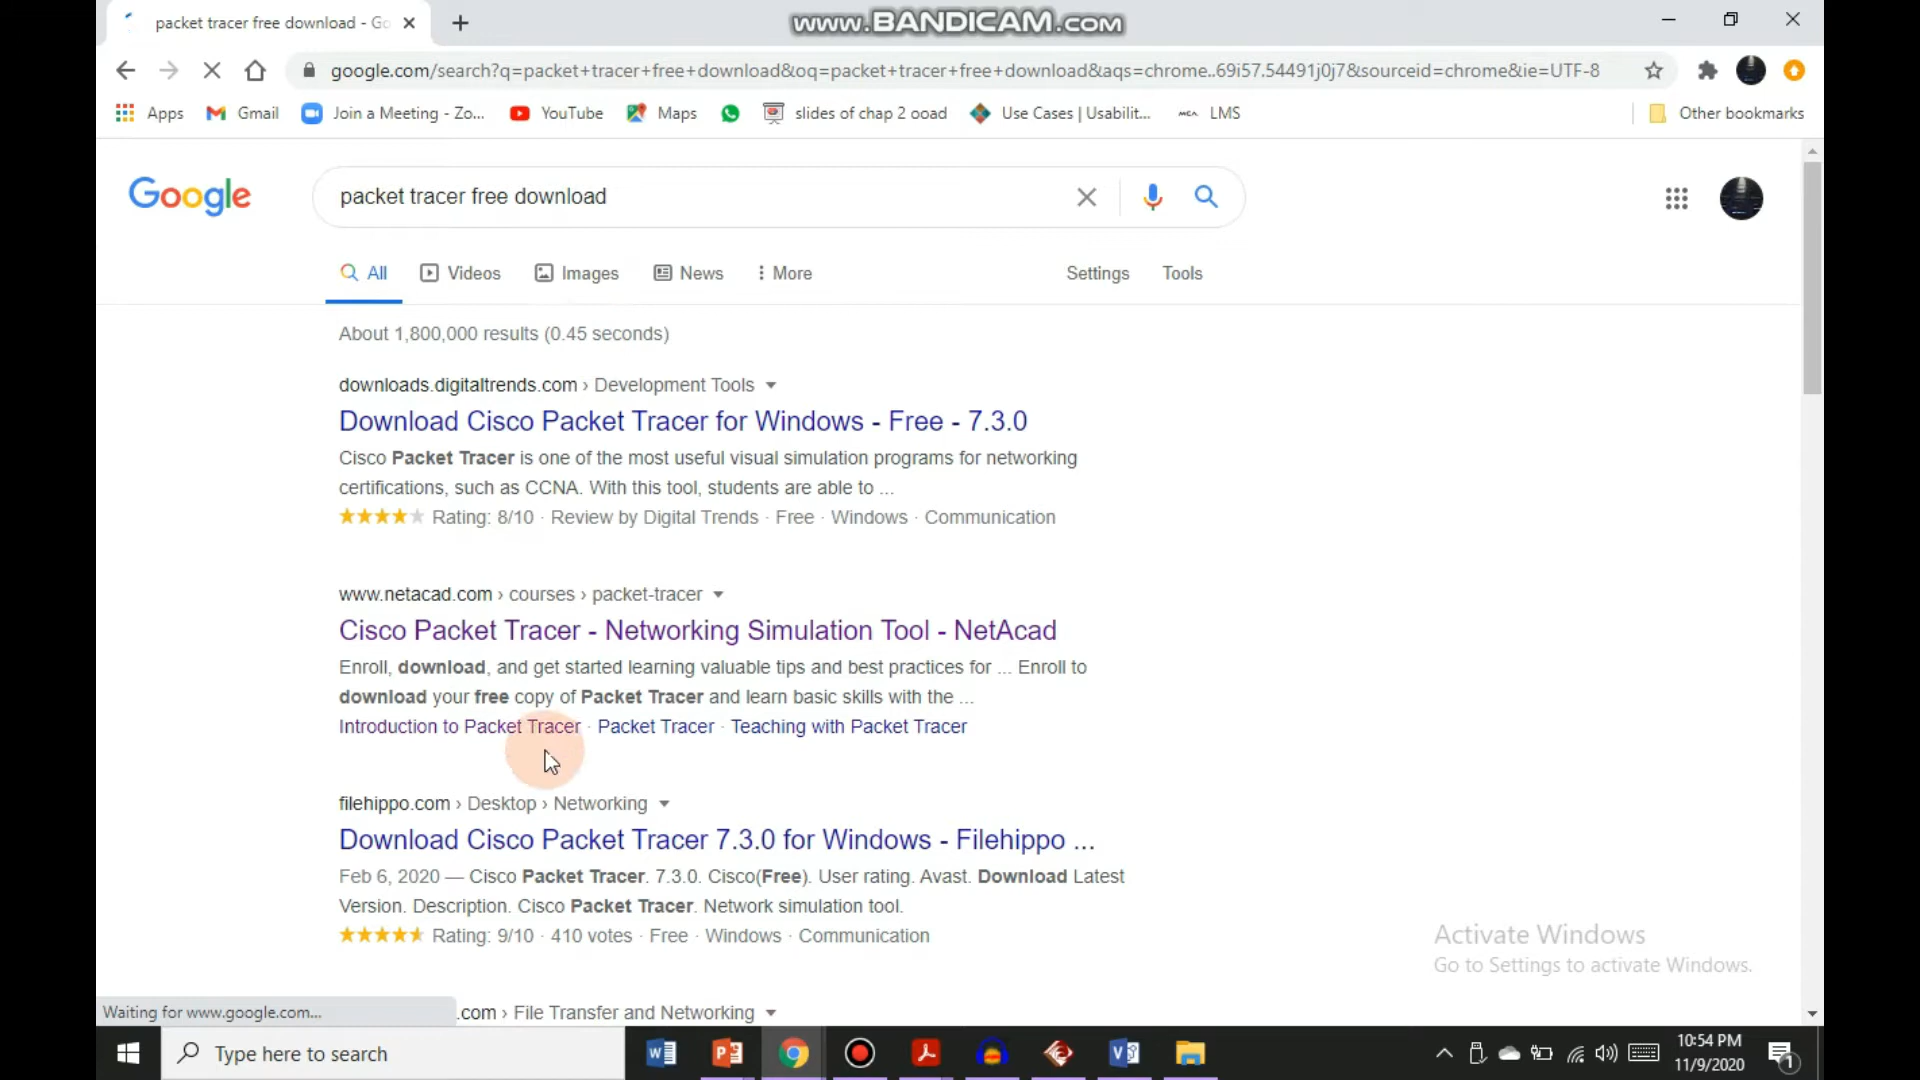 packet tracer free download - Go
www.BANDICAM.com
google.com/search?q=packet+tracer+free+download&oq=packet+tracer+free+download&aqs=chrome..69i57.54491j0j7&sourceid=chrome&ie=UTF-8
Apps Gmail Join a Meeting - Zo... YouTube Maps slides of chap 2 ooad Use Cases | Usabilit... LMS Other bookmarks
Google packet tracer free download
All Videos Images News More Settings Tools
About 1,800,000 results (0.45 seconds)
downloads.digitaltrends.com › Development Tools
Download Cisco Packet Tracer for Windows - Free - 7.3.0
Cisco Packet Tracer is one of the most useful visual simulation programs for networking
certifications, such as CCNA. With this tool, students are able to ...
Rating: 8/10 · Review by Digital Trends · Free · Windows · Communication
www.netacad.com › courses › packet-tracer
Cisco Packet Tracer - Networking Simulation Tool - NetAcad
Enroll, download, and get started learning valuable tips and best practices for ... Enroll to
download your free copy of Packet Tracer and learn basic skills with the ...
Introduction to Packet Tracer · Packet Tracer · Teaching with Packet Tracer
filehippo.com › Desktop › Networking
Download Cisco Packet Tracer 7.3.0 for Windows - Filehippo ...
Feb 6, 2020 — Cisco Packet Tracer. 7.3.0. Cisco(Free). User rating. Avast. Download Latest
Version. Description. Cisco Packet Tracer. Network simulation tool.
Rating: 9/10 · 410 votes · Free · Windows · Communication
Activate Windows
Go to Settings to activate Windows.
Waiting for www.google.com... .com › File Transfer and Networking
Type here to search
10:54 PM
11/9/2020
1